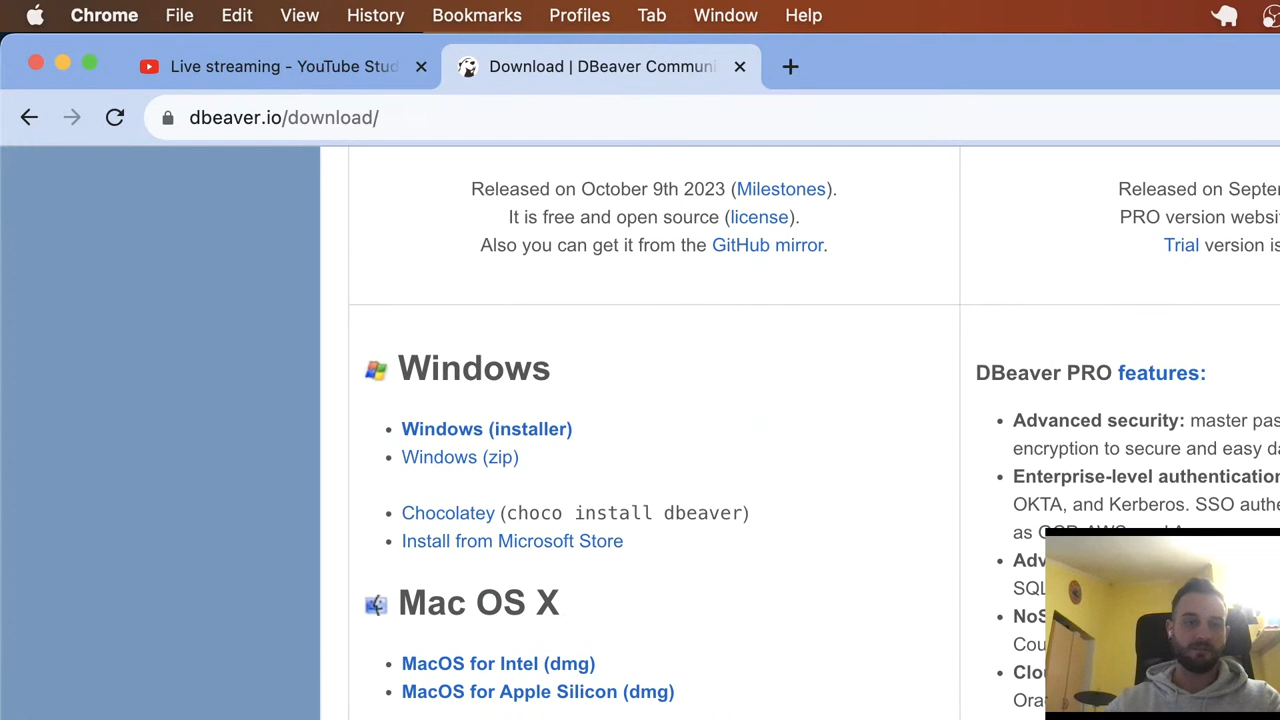 Chrome File Edit View History Bookmarks Profiles Tab Window Help
Live streaming - YouTube Stud
Download | DBeaver Communi
dbeaver.io/download/
Released on October 9th 2023 (Milestones).
It is free and open source (license).
Also you can get it from the GitHub mirror.
Windows
• Windows (installer)
• Windows (zip)
• Chocolatey (choco install dbeaver)
• Install from Microsoft Store
Mac OS X
• MacOS for Intel (dmg)
• MacOS for Apple Silicon (dmg)
Released on Septe
PRO version websi
Trial version is
DBeaver PRO features:
• Advanced security: master pas
encryption to secure and easy da
• Enterprise-level authentication
OKTA, and Kerberos. SSO authe
as
• Adv
SQL
• NoS
Cou
• Clou
Ora